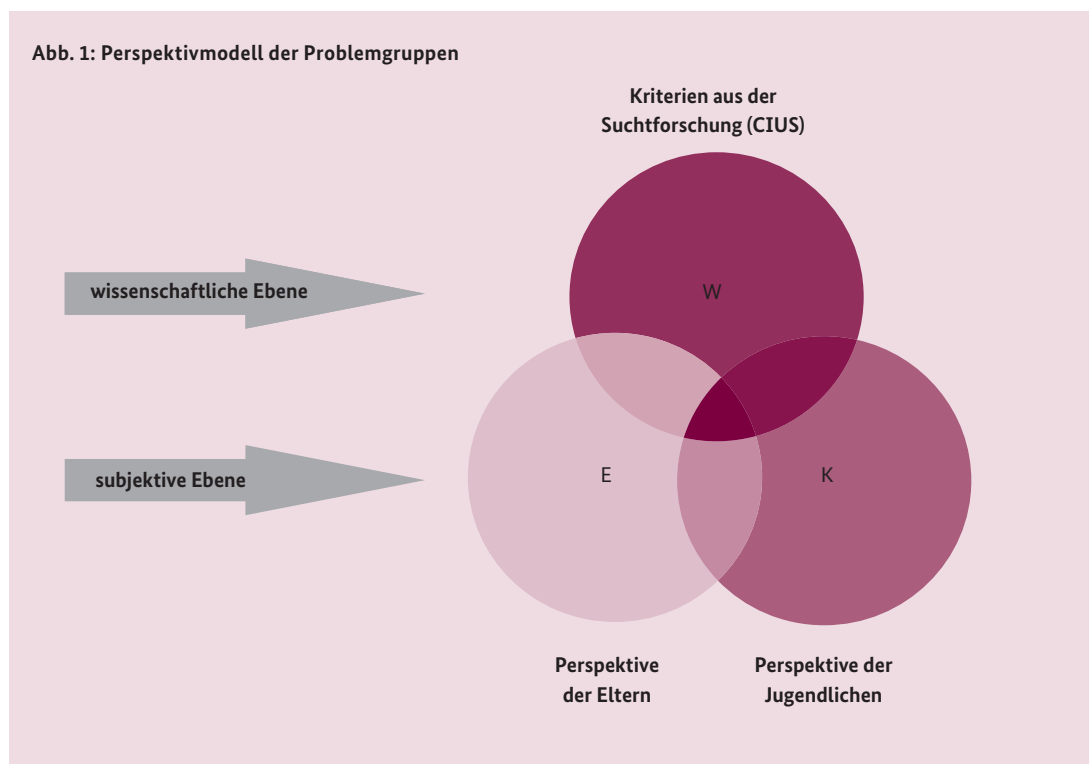 Abb. 1: Perspektivmodell der Problemgruppen
Kriterien aus der
Suchtforschung (CIUS)
wissenschaftliche Ebene
W
subjektive Ebene
E
K
Perspektive
der Eltern
Perspektive der
Jugendlichen